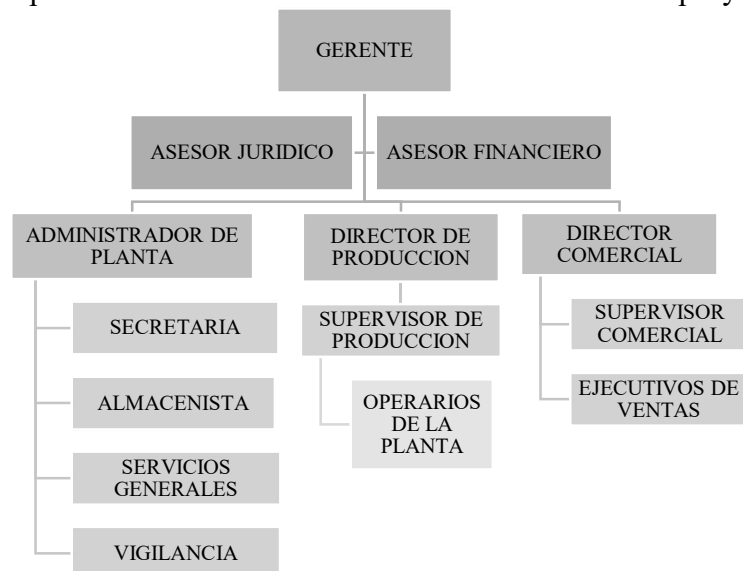 GERENTE
ASESOR JURIDICO
ASESOR FINANCIERO
ADMINISTRADOR DE
PLANTA
SECRETARIA
ALMACENISTA
SERVICIOS
GENERALES
VIGILANCIA
DIRECTOR DE
PRODUCCION
SUPERVISOR DE
PRODUCCION
OPERARIOS
DE LA
PLANTA
DIRECTOR
COMERCIAL
SUPERVISOR
COMERCIAL
EJECUTIVOS DE
VENTAS